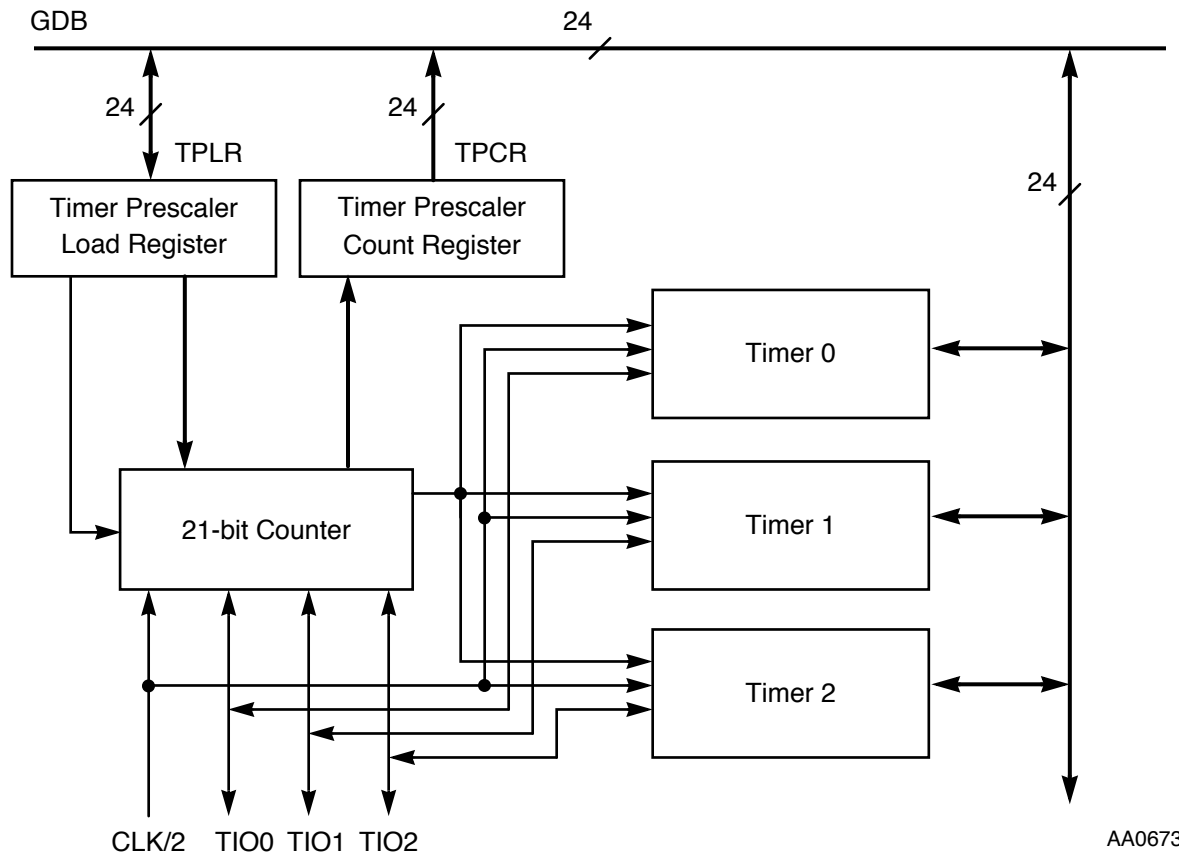 GDB
24
24
24
TPLR
TPCR
24
Timer Prescaler
Load Register
Timer Prescaler
Count Register
Timer 0
21-bit Counter
Timer 1
Timer 2
CLK/2
TIO0
TIO1
TIO2
AA0673